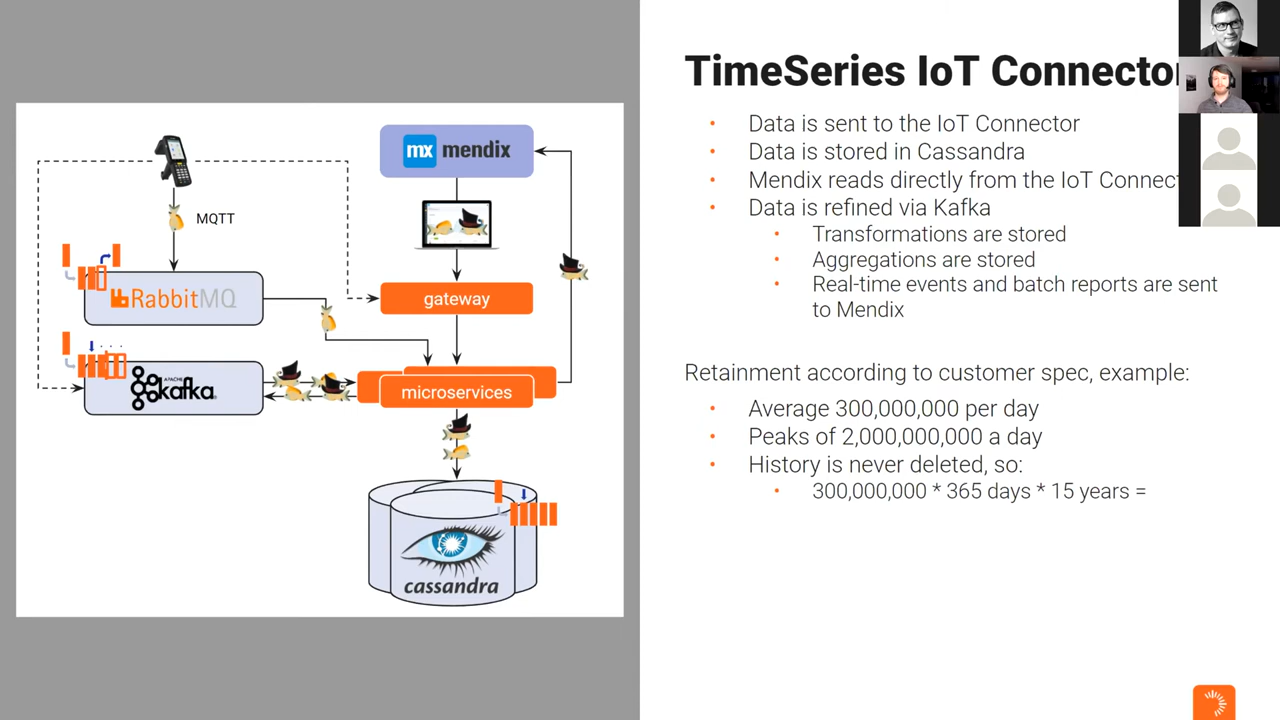 TimeSeries IoT Connector
Data is sent to the IoT Connector
Data is stored in Cassandra
Mendix reads directly from the IoT Connect
Data is refined via Kafka
Transformations are stored
Aggregations are stored
Real-time events and batch reports are sent
to Mendix
Retainment according to customer spec, example:
Average 300,000,000 per day
Peaks of 2,000,000,000 a day
History is never deleted, so:
300,000,000 * 365 days * 15 years =
mx mendix
MQTT
RabbitMQ
gateway
APACHE
kafka
microservices
cassandra